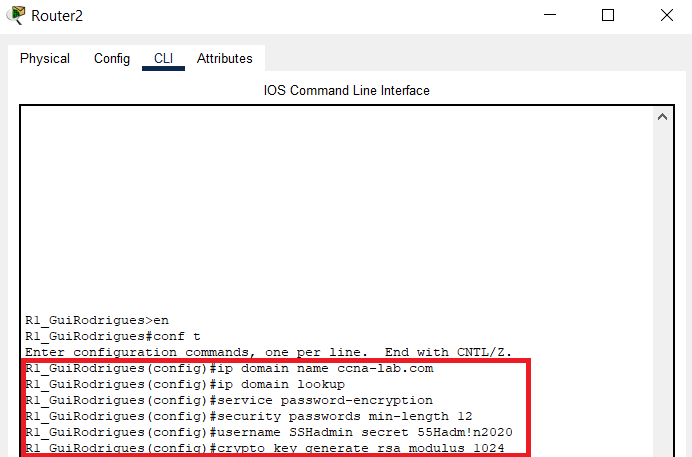 Router2
Physical Config CLI Attributes
IOS Command Line Interface
R1_GuiRodrigues>en
R1_GuiRodrigues#conf t
Enter configuration commands, one per line.  End with CNTL/Z.
R1_GuiRodrigues(config)#ip domain name ccna-lab.com
R1_GuiRodrigues(config)#ip domain lookup
R1_GuiRodrigues(config)#service password-encryption
R1_GuiRodrigues(config)#security passwords min-length 12
R1_GuiRodrigues(config)#username SSHadmin secret 55Hadm!n2020
R1_GuiRodrigues(config)#crypto key generate rsa modulus 1024